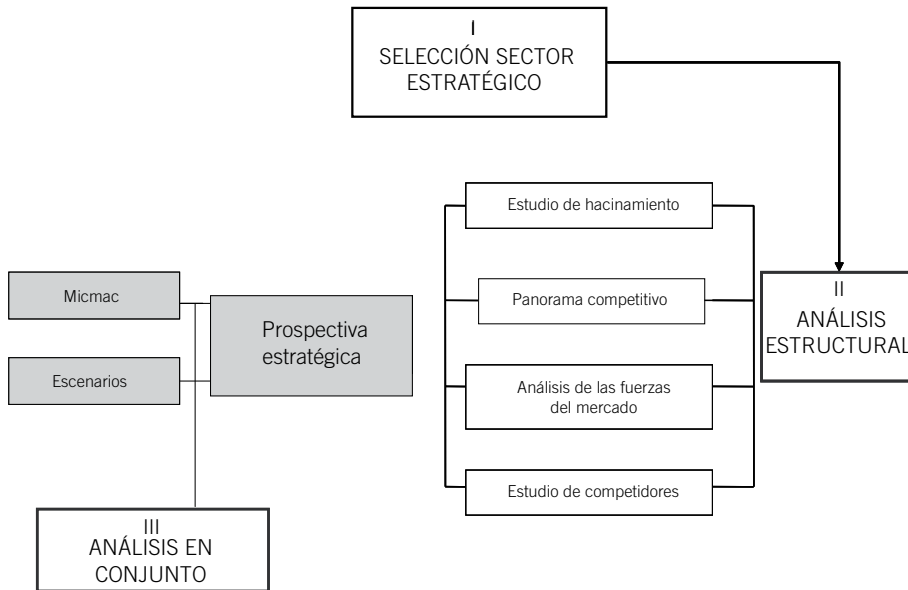 I
SELECCIÓN SECTOR
ESTRATÉGICO
Estudio de hacinamiento
Panorama competitivo
Análisis de las fuerzas
del mercado
Estudio de competidores
II
ANÁLISIS
ESTRUCTURAL
Micmac
Escenarios
Prospectiva
estratégica
III
ANÁLISIS EN
CONJUNTO